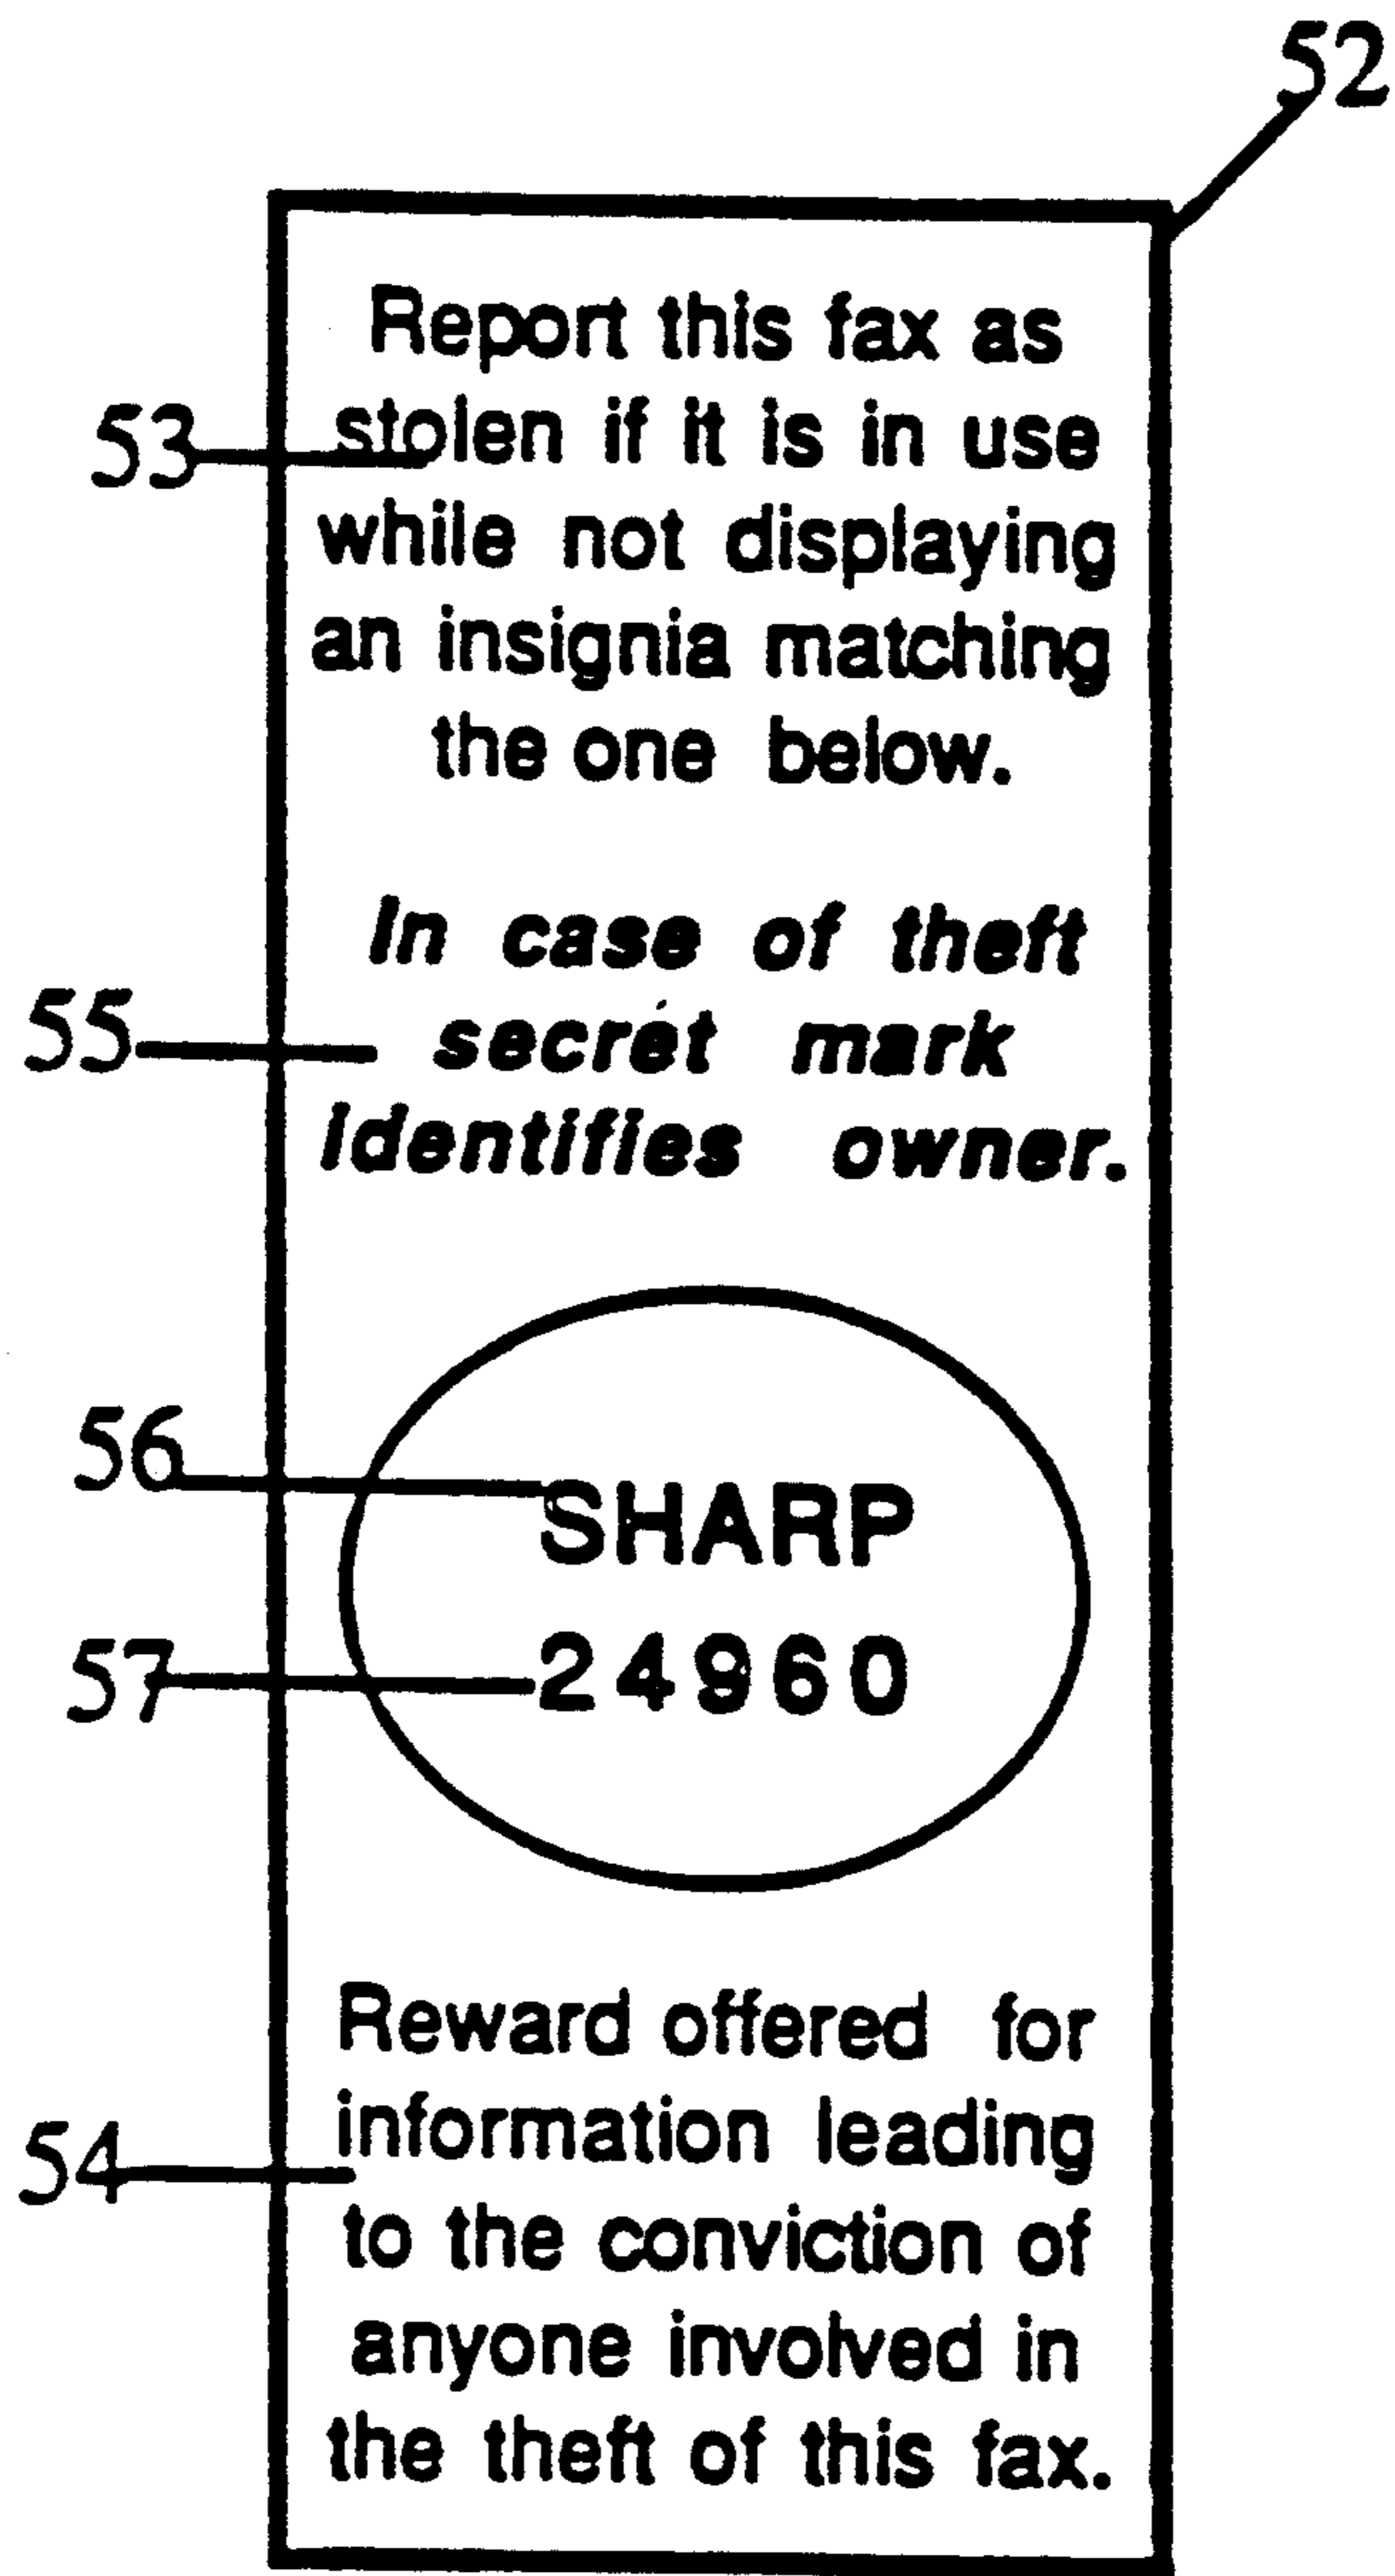 52
Report this fax as
53 stolen if it is in use
while not displaying
an insignia matching
the one below.
In case of theft
55 secret mark
identifies owner.
56 SHARP
57 24960
Reward offered for
54 information leading
to the conviction of
anyone involved in
the theft of this fax.